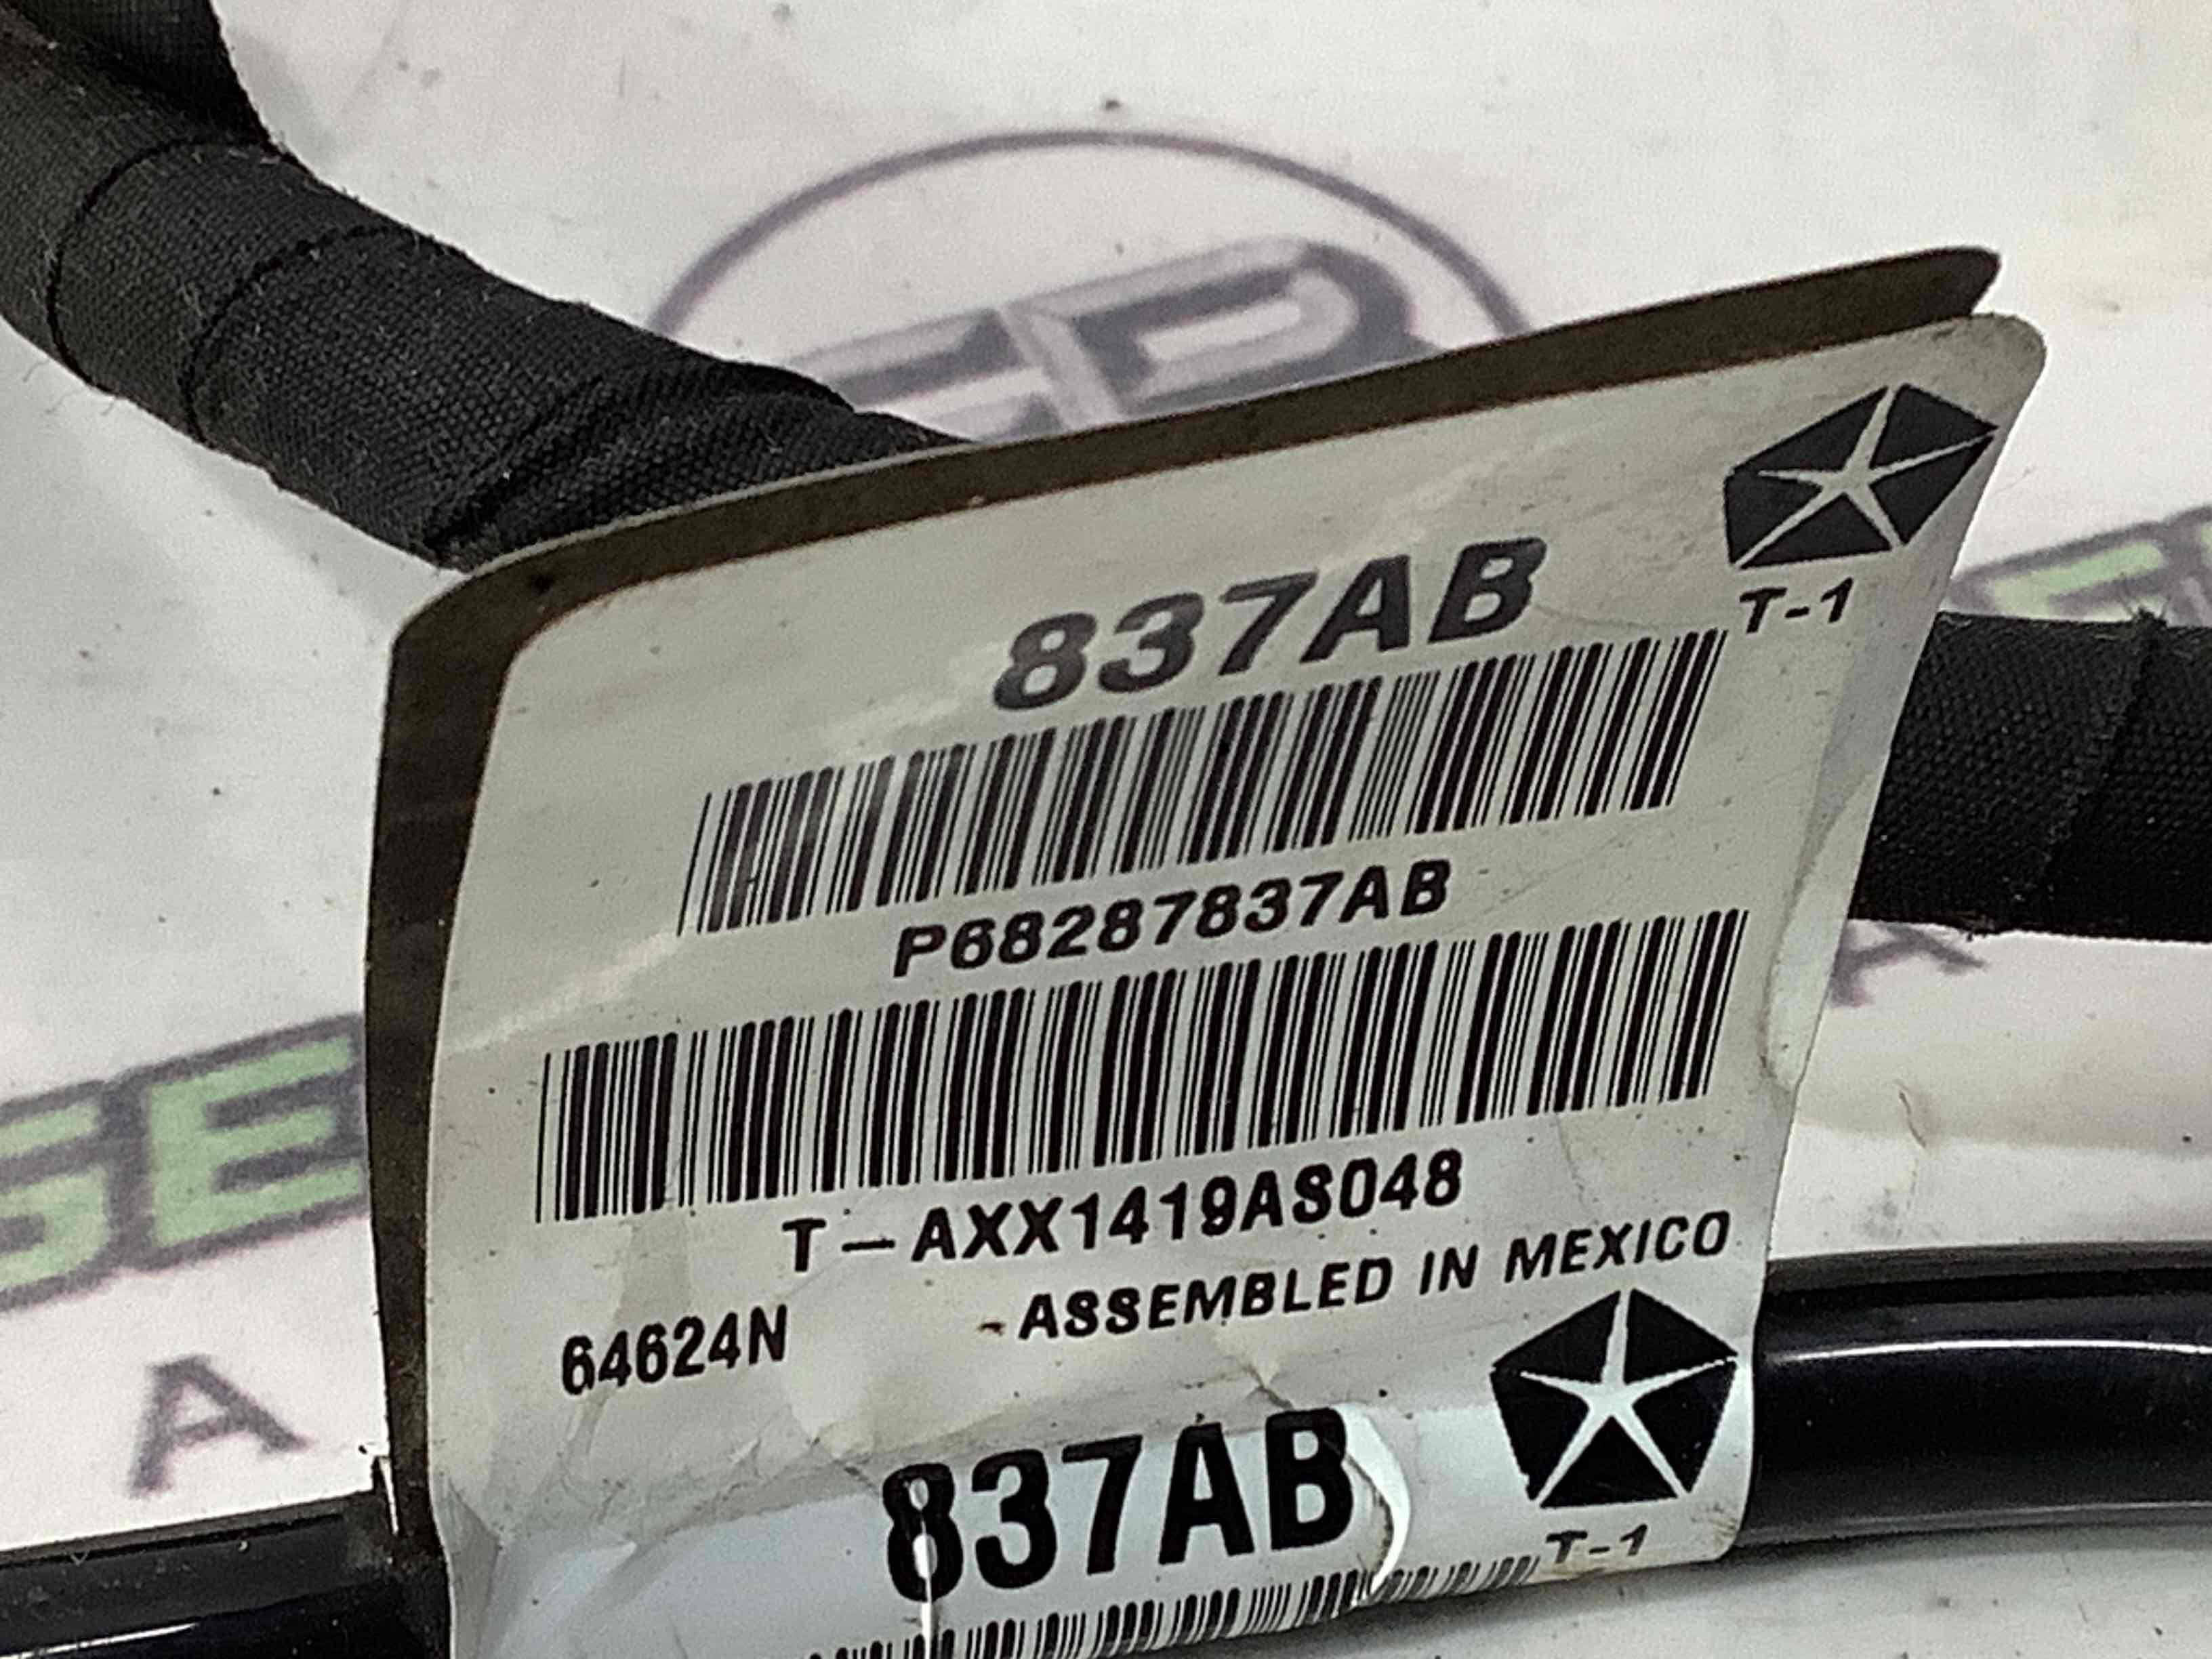 837AB
T-1
P68287837AB
T-AXX1419AS048
64624N
-ASSEMBLED IN MEXICO
837AB
T-1